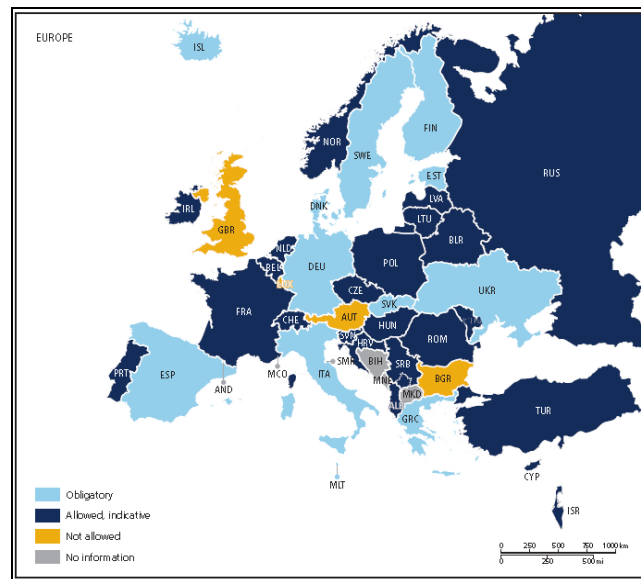 EUROPE
ISL
NOR
SWE
FIN
RUS
EST
LVA
LTU
DNK
IRL
GBR
NLD
BEL
LUX
DEU
POL
BLR
CZE
SVK
UKR
FRA
CHE
AUT
HUN
SVN
HRV
ROM
BIH
SRB
MNE
BGR
MKD
ALB
GRC
PRT
ESP
AND
MCO
ITA
SMR
TUR
MLT
CYP
ISR
Obligatory
Allowed, indicative
Not allowed
No information
0 250 500 750 1000 km
0 250 500 mi